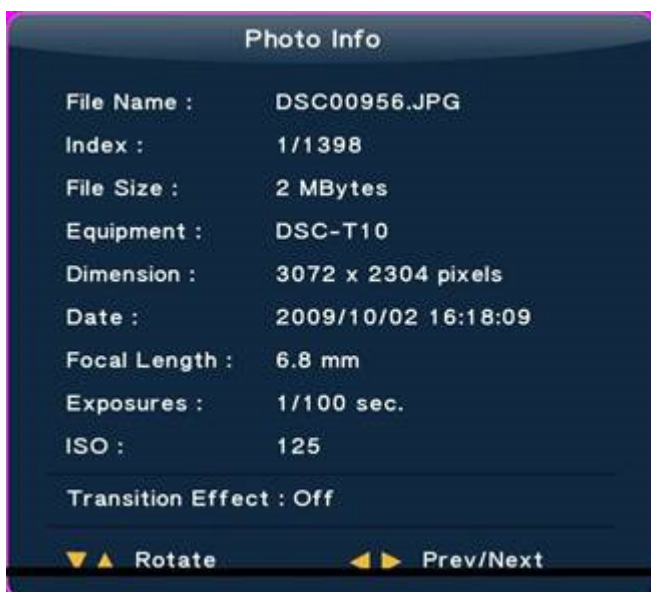 Photo Info
File Name : DSC00956.JPG
Index : 1/1398
File Size : 2 MBytes
Equipment : DSC-T10
Dimension : 3072 x 2304 pixels
Date : 2009/10/02 16:18:09
Focal Length : 6.8 mm
Exposures : 1/100 sec.
ISO : 125
Transition Effect : Off
▼ ▲ Rotate ◀ ▶ Prev/Next